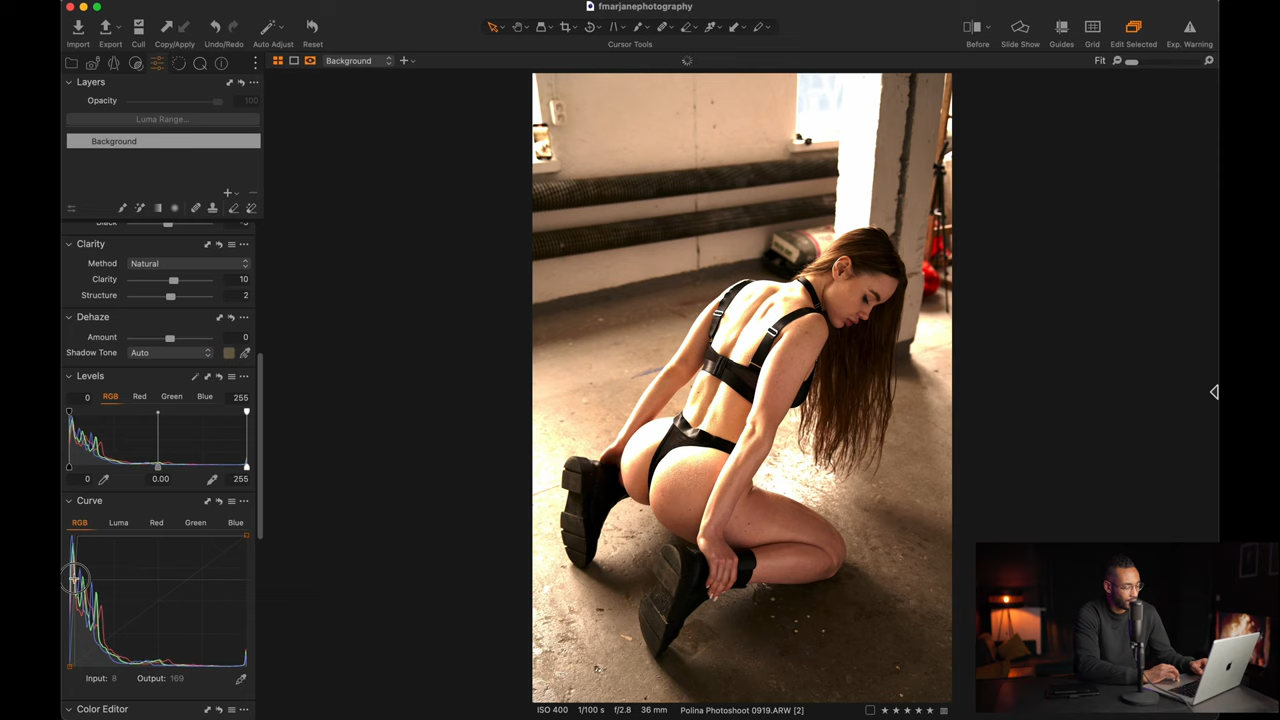 fmarjanephotography
Import Export Cull Copy/Apply Undo/Redo Auto Adjust Reset
Cursor Tools
Before Slide Show Guides Grid Edit Selected Exp. Warning
Background
Fit
Layers
Opacity 100
Luma Range...
Background
Clarity
Method Natural
Clarity 10
Structure 2
Dehaze
Amount 0
Shadow Tone Auto
Levels
0 RGB Red Green Blue 255
0 0.00 255
Curve
RGB Luma Red Green Blue
Input: 8 Output: 169
Color Editor
ISO 400 1/100 s f/2.8 36 mm Polina Photoshoot 0919.ARW [2]